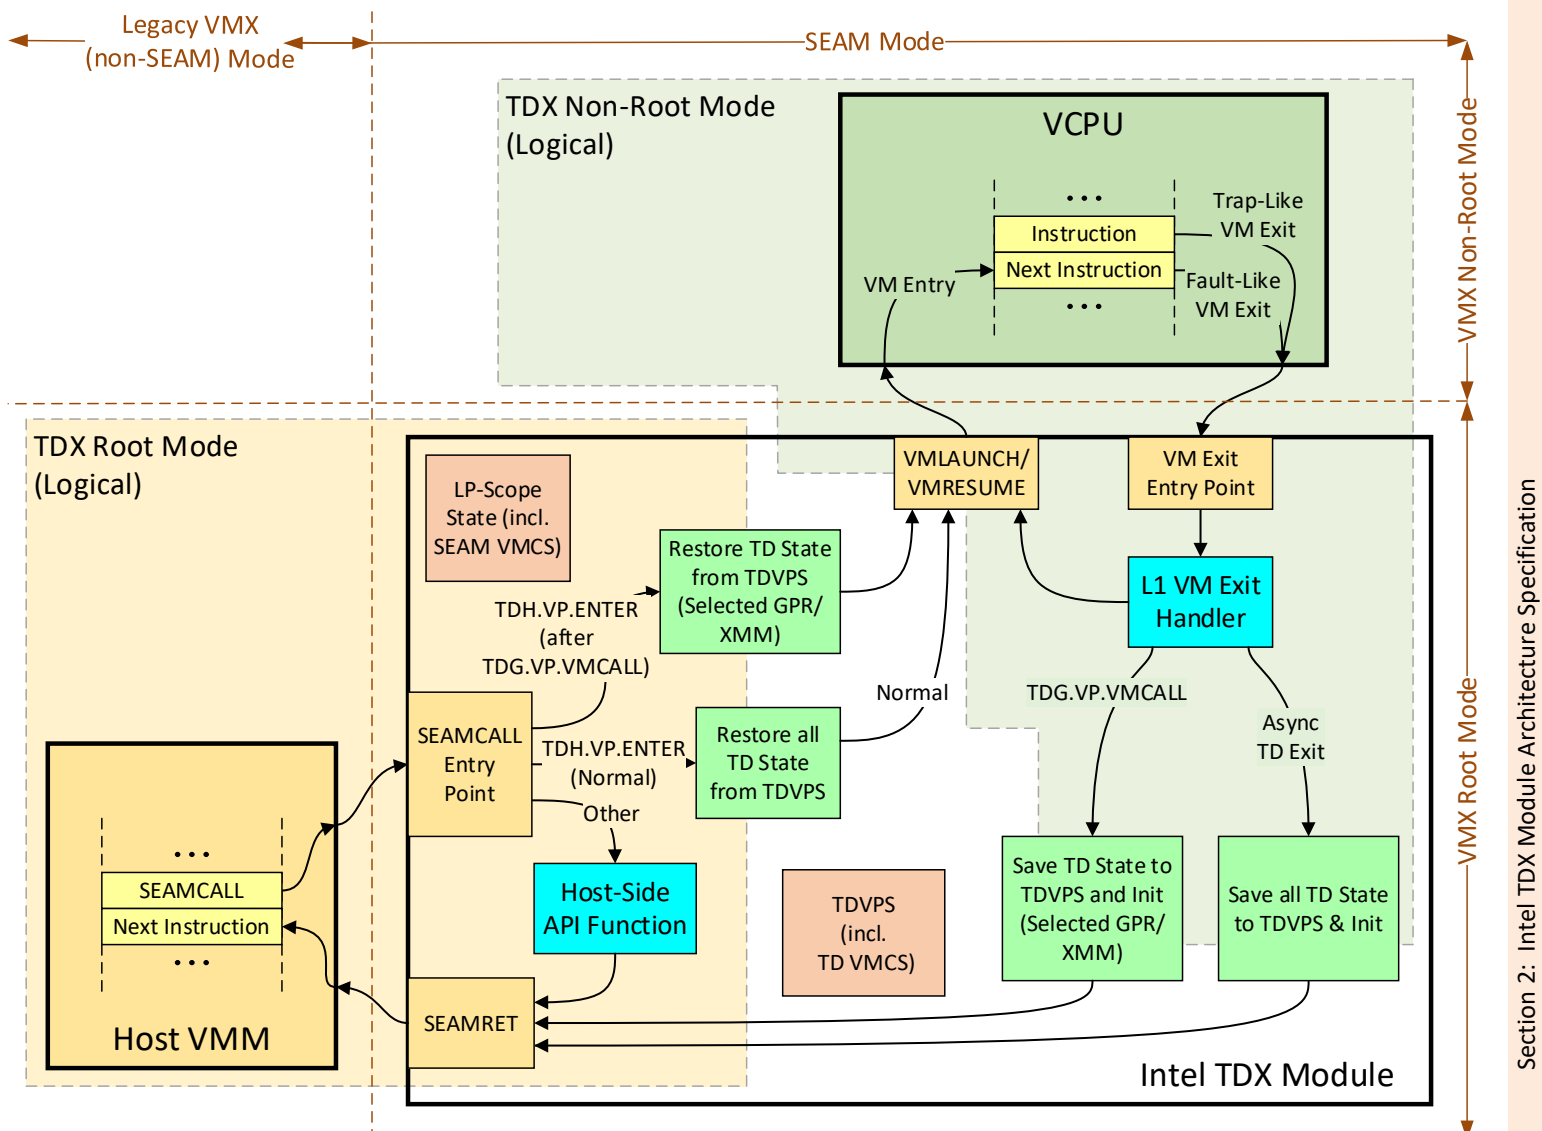 Legacy VMX
(non-SEAM) Mode
SEAM Mode
TDX Non-Root Mode
(Logical)
VCPU
• • •
Instruction
Next Instruction
• • •
Trap-Like
VM Exit
Fault-Like
VM Exit
VM Entry
VMX Non-Root Mode
TDX Root Mode
(Logical)
LP-Scope
State (incl.
SEAM VMCS)
VMLAUNCH/
VMRESUME
VM Exit
Entry Point
Restore TD State
from TDVPS
(Selected GPR/
XMM)
L1 VM Exit
Handler
TDH.VP.ENTER
(after
TDG.VP.VMCALL)
Normal
TDG.VP.VMCALL
Async
TD Exit
SEAMCALL
Entry
Point
TDH.VP.ENTER
(Normal)
Restore all
TD State
from TDVPS
Other
• • •
SEAMCALL
Next Instruction
• • •
Host VMM
Host-Side
API Function
TDVPS
(incl.
TD VMCS)
Save TD State to
TDVPS and Init
(Selected GPR/
XMM)
Save all TD State
to TDVPS & Init
SEAMRET
Intel TDX Module
VMX Root Mode
Section 2: Intel TDX Module Architecture Specification